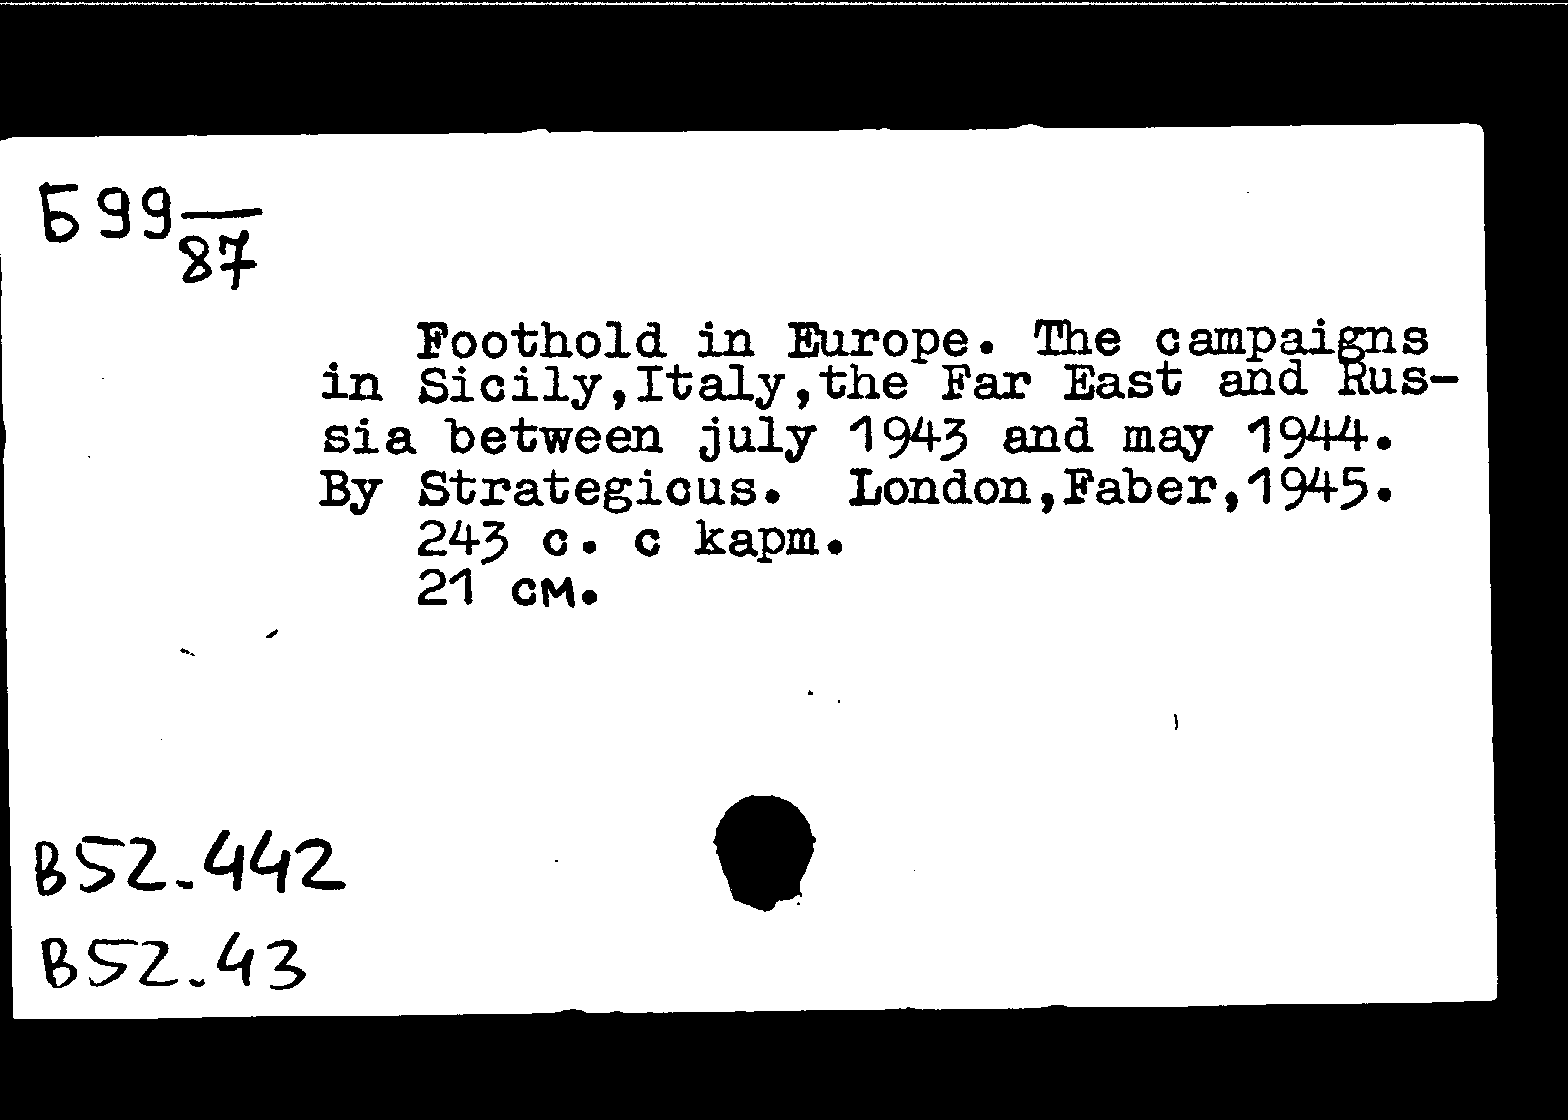 Б99
87
Foothold in Europe. The campaigns
in Sicily,Italy,the Far East and Rus-
sia between july 1943 and may 1944.
By Strategicus. London,Faber,1945.
243 с. с kapm.
21 см.
B52-442
B52-43